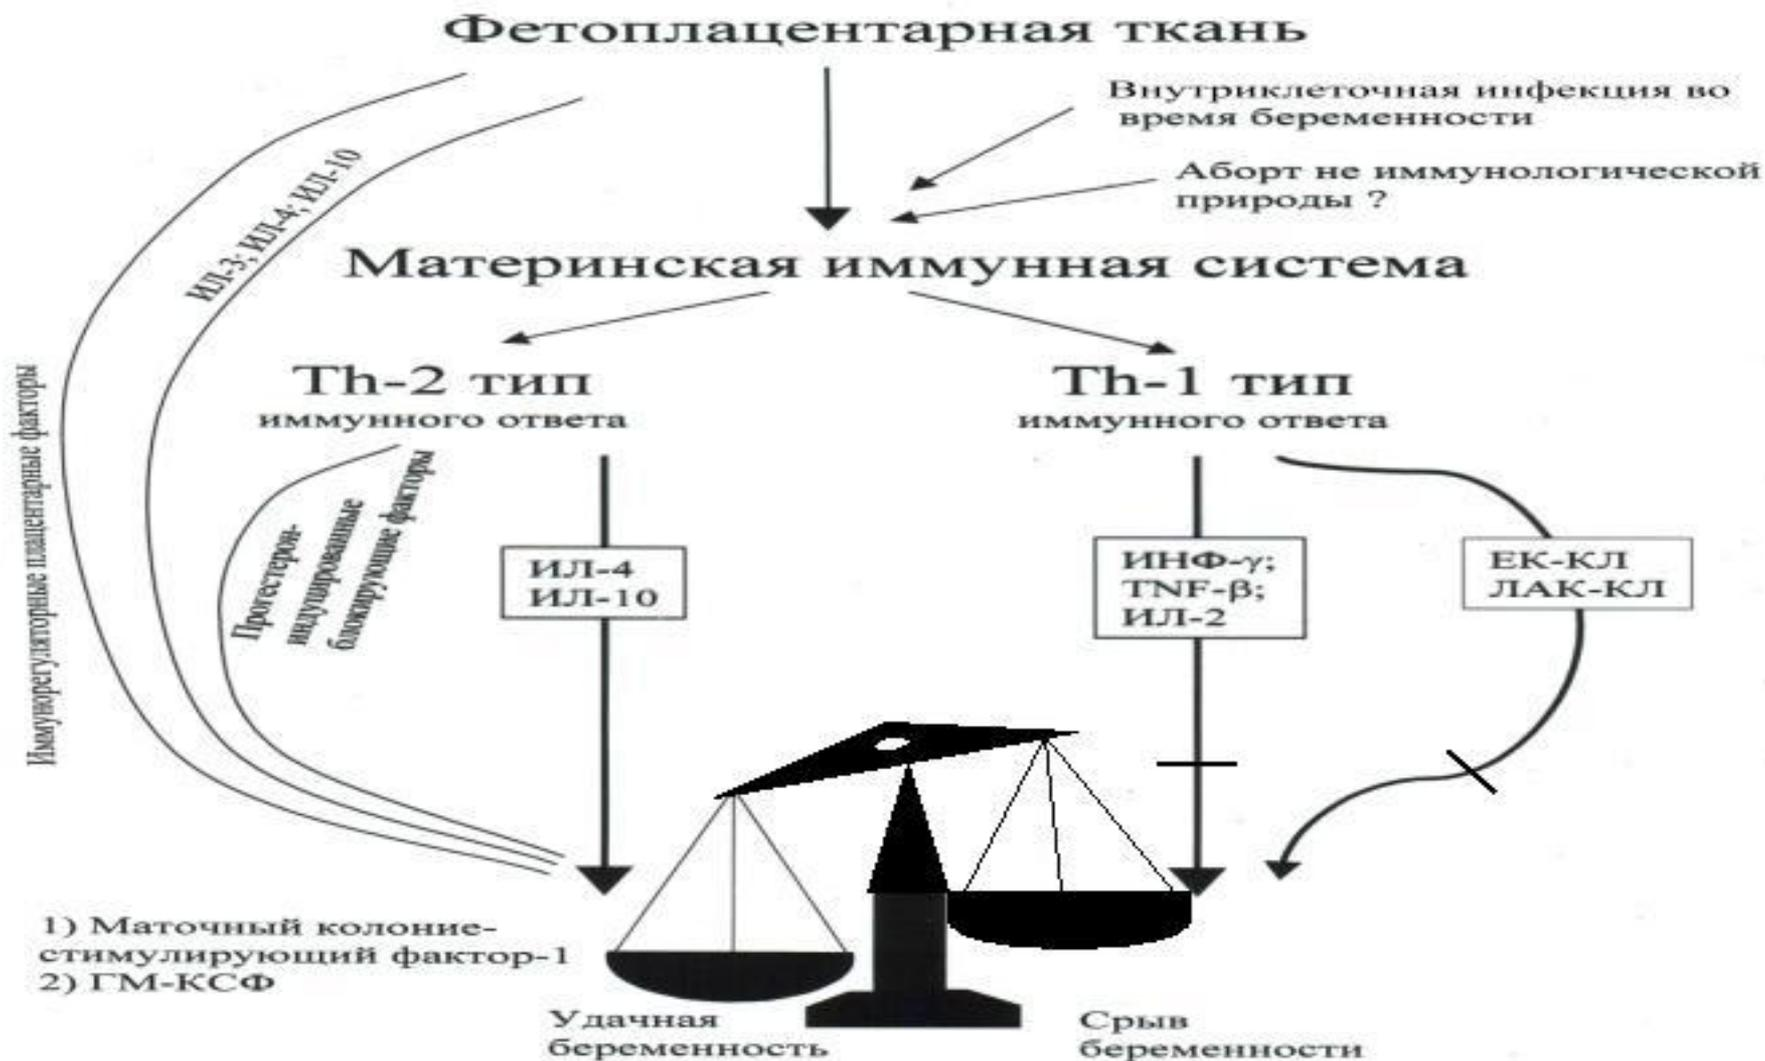 Фетоплацентарная ткань
Внутриклеточная инфекция во
время беременности
Аборт не иммунологической
природы ?
ИЛ-3; ИЛ-4; ИЛ-10
Материнская иммунная система
Th-2 тип
иммунного ответа
Th-1 тип
иммунного ответа
Иммунорегуляторные плацентарные факторы
Прогестерон-
индуцированные
блокирующие факторы
ИЛ-4
ИЛ-10
ИНФ-γ;
TNF-β;
ИЛ-2
ЕК-КЛ
ЛАК-КЛ
1) Маточный колоние-
стимулирующий фактор-1
2) ГМ-КСФ
Удачная
беременность
Срыв
беременности